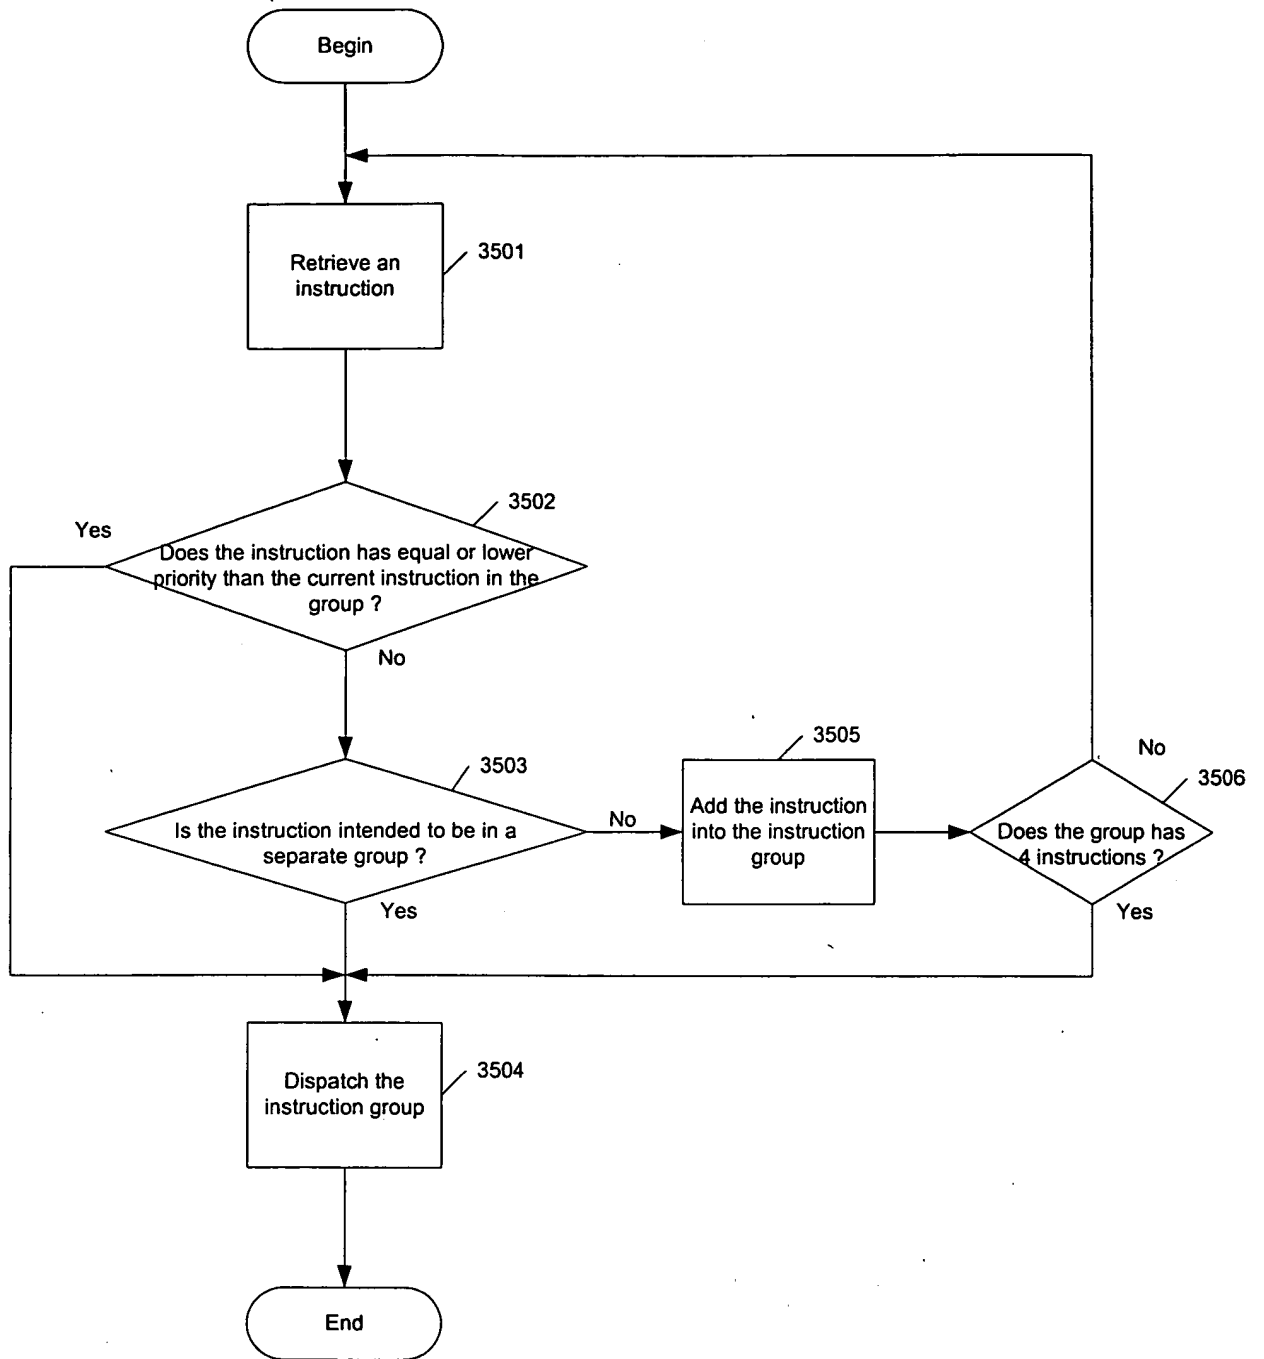 Begin
Retrieve an
instruction
3501
3502
Yes
Does the instruction has equal or lower
priority than the current instruction in the
group ?
No
3503
Is the instruction intended to be in a
separate group ?
No
Yes
3505
Add the instruction
into the instruction
group
No
3506
Does the group has
4 instructions ?
Yes
Dispatch the
instruction group
3504
End